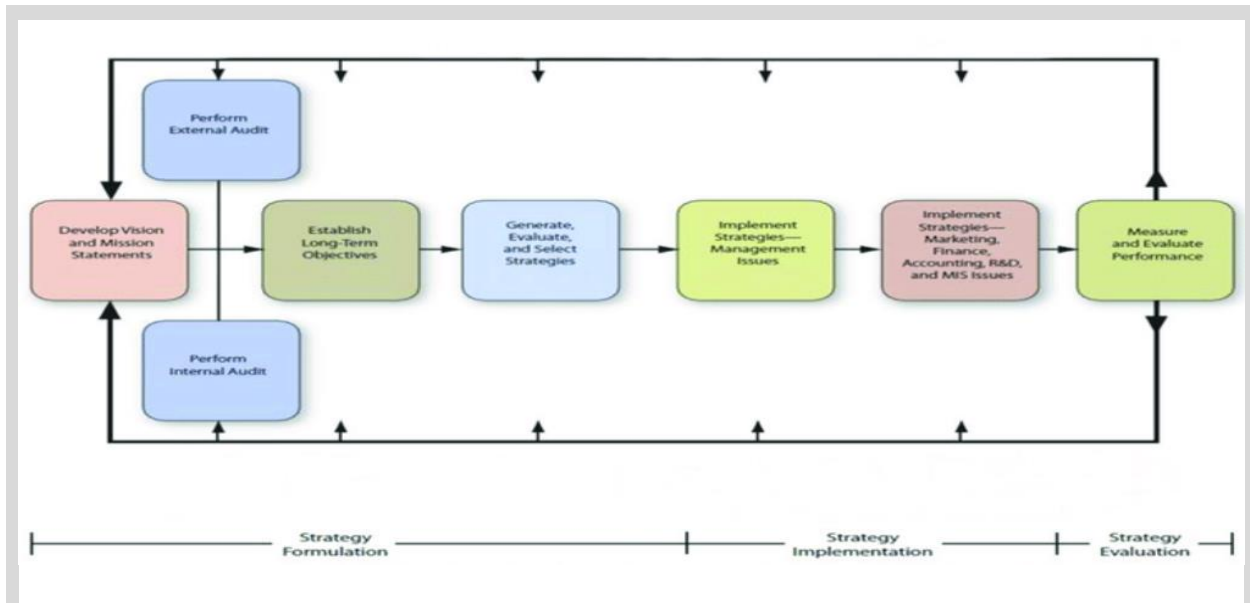 Perform
External Audit
Develop Vision
and Mission
Statements
Establish
Long-Term
Objectives
Generate,
Evaluate,
and Select
Strategies
Implement
Strategies—
Management
Issues
Implement
Strategies—
Marketing,
Finance,
Accounting, R&D,
and MIS Issues
Measure
and Evaluate
Performance
Perform
Internal Audit
Strategy
Formulation
Strategy
Implementation
Strategy
Evaluation